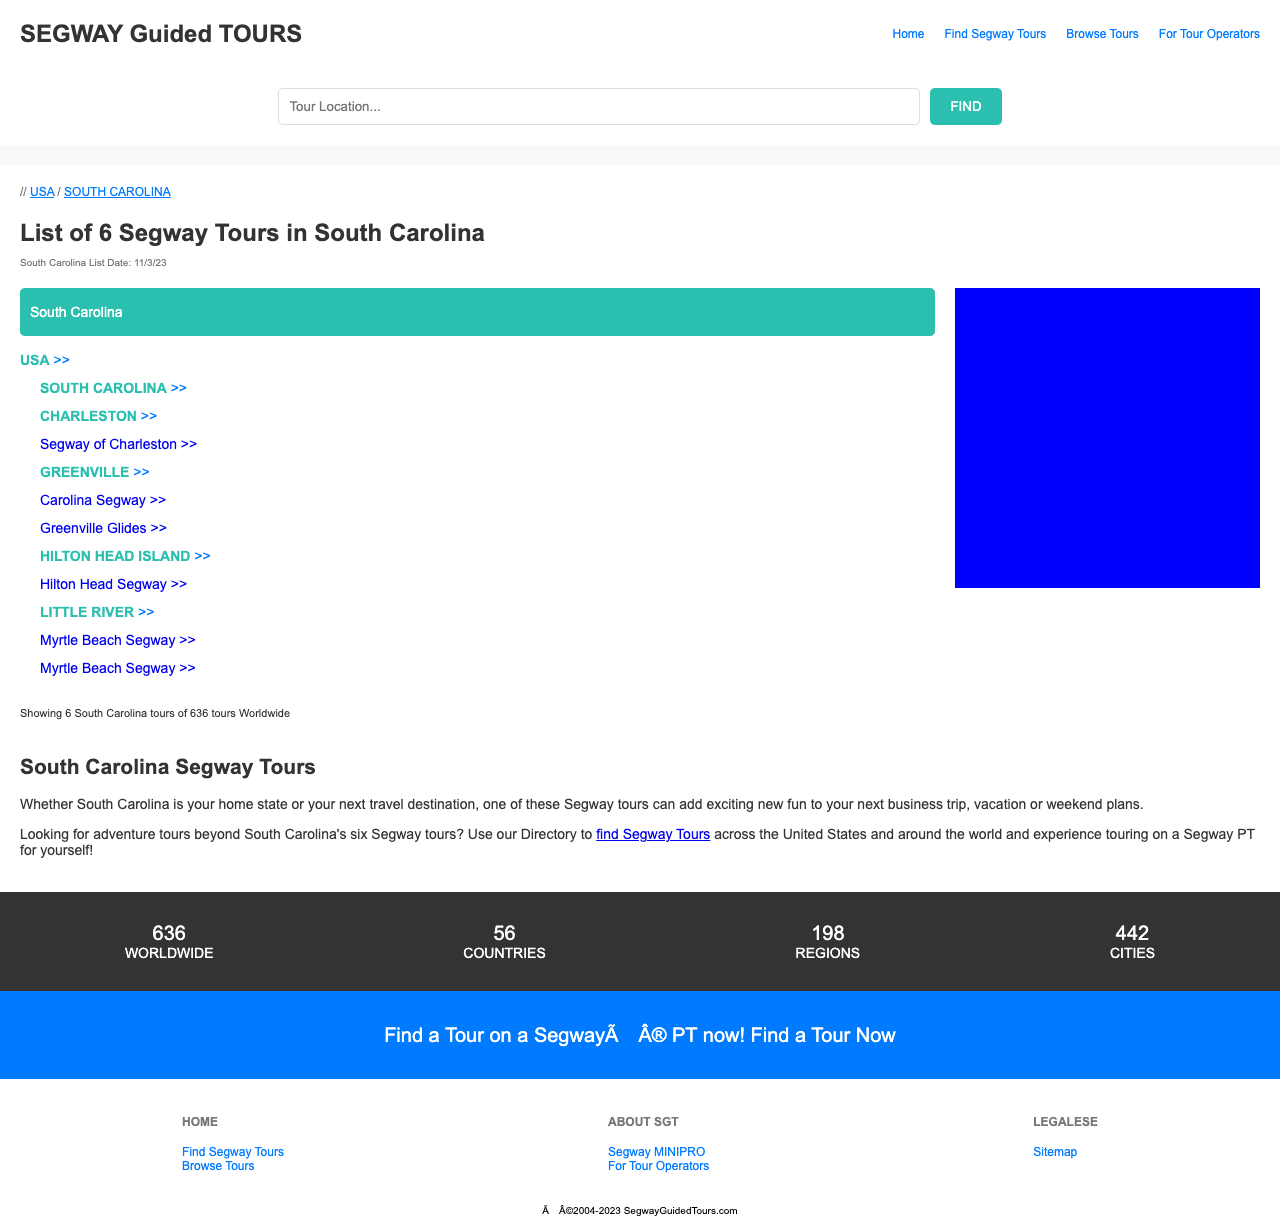 SEGWAY Guided TOURS
Home Find Segway Tours Browse Tours For Tour Operators
Tour Location... FIND
// USA / SOUTH CAROLINA
List of 6 Segway Tours in South Carolina
South Carolina List Date: 11/3/23
South Carolina
USA >>
SOUTH CAROLINA >>
CHARLESTON >>
Segway of Charleston >>
GREENVILLE >>
Carolina Segway >>
Greenville Glides >>
HILTON HEAD ISLAND >>
Hilton Head Segway >>
LITTLE RIVER >>
Myrtle Beach Segway >>
Myrtle Beach Segway >>
Showing 6 South Carolina tours of 636 tours Worldwide
South Carolina Segway Tours
Whether South Carolina is your home state or your next travel destination, one of these Segway tours can add exciting new fun to your next business trip, vacation or weekend plans.
Looking for adventure tours beyond South Carolina's six Segway tours? Use our Directory to find Segway Tours across the United States and around the world and experience touring on a Segway PT
for yourself!
636 56 198 442
WORLDWIDE COUNTRIES REGIONS CITIES
Find a Tour on a SegwayÃ Â® PT now! Find a Tour Now
HOME ABOUT SGT LEGALESE
Find Segway Tours Segway MINIPRO Sitemap
Browse Tours For Tour Operators
Ã Â©2004-2023 SegwayGuidedTours.com